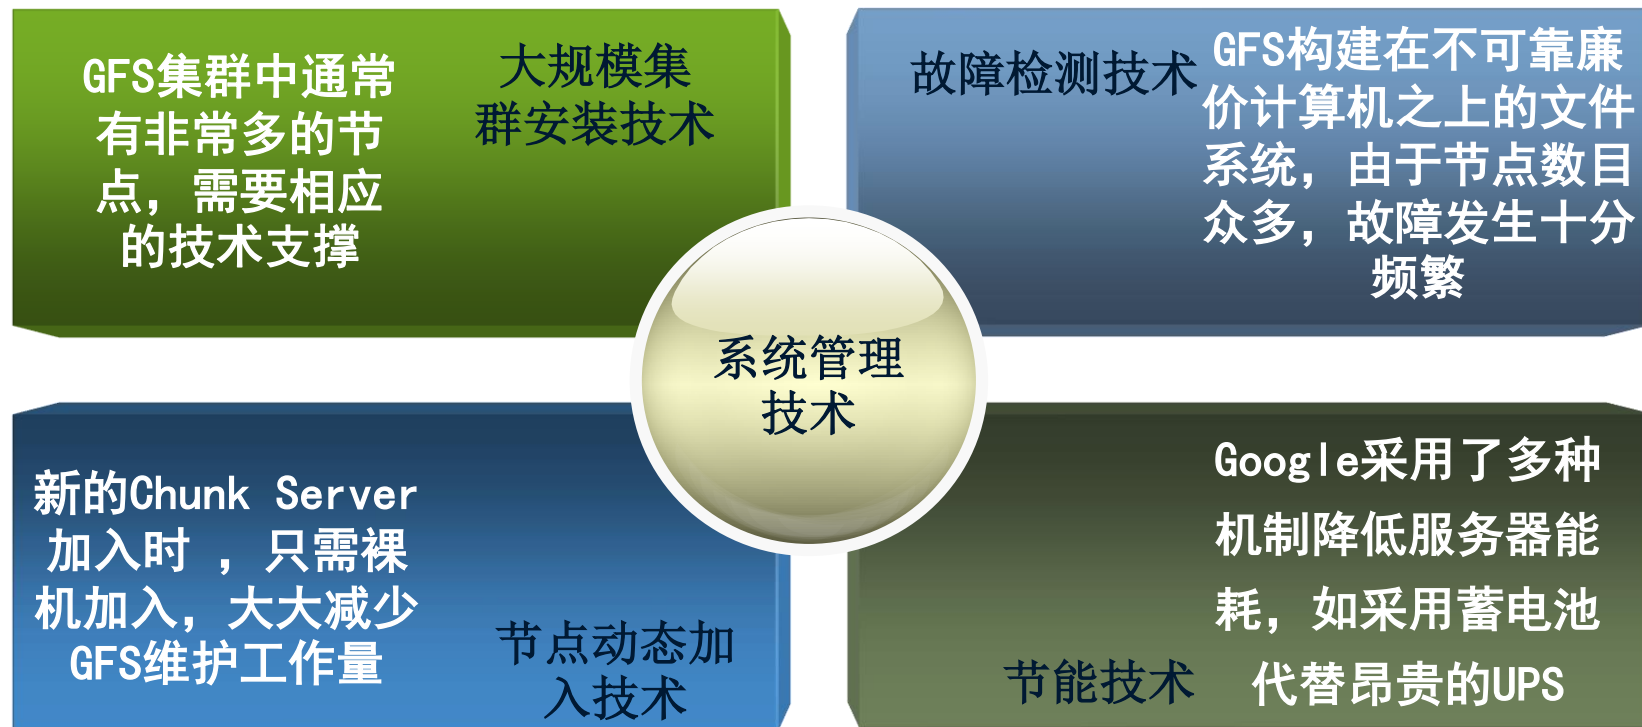 GFS集群中通常
有非常多的节
点，需要相应
的技术支撑
大规模集
群安装技术
故障检测技术
GFS构建在不可靠廉
价计算机之上的文件
系统，由于节点数目
众多，故障发生十分
频繁
系统管理
技术
新的Chunk Server
加入时 ，只需裸
机加入，大大减少
GFS维护工作量
节点动态加
入技术
节能技术
Google采用了多种
机制降低服务器能
耗，如采用蓄电池
代替昂贵的UPS